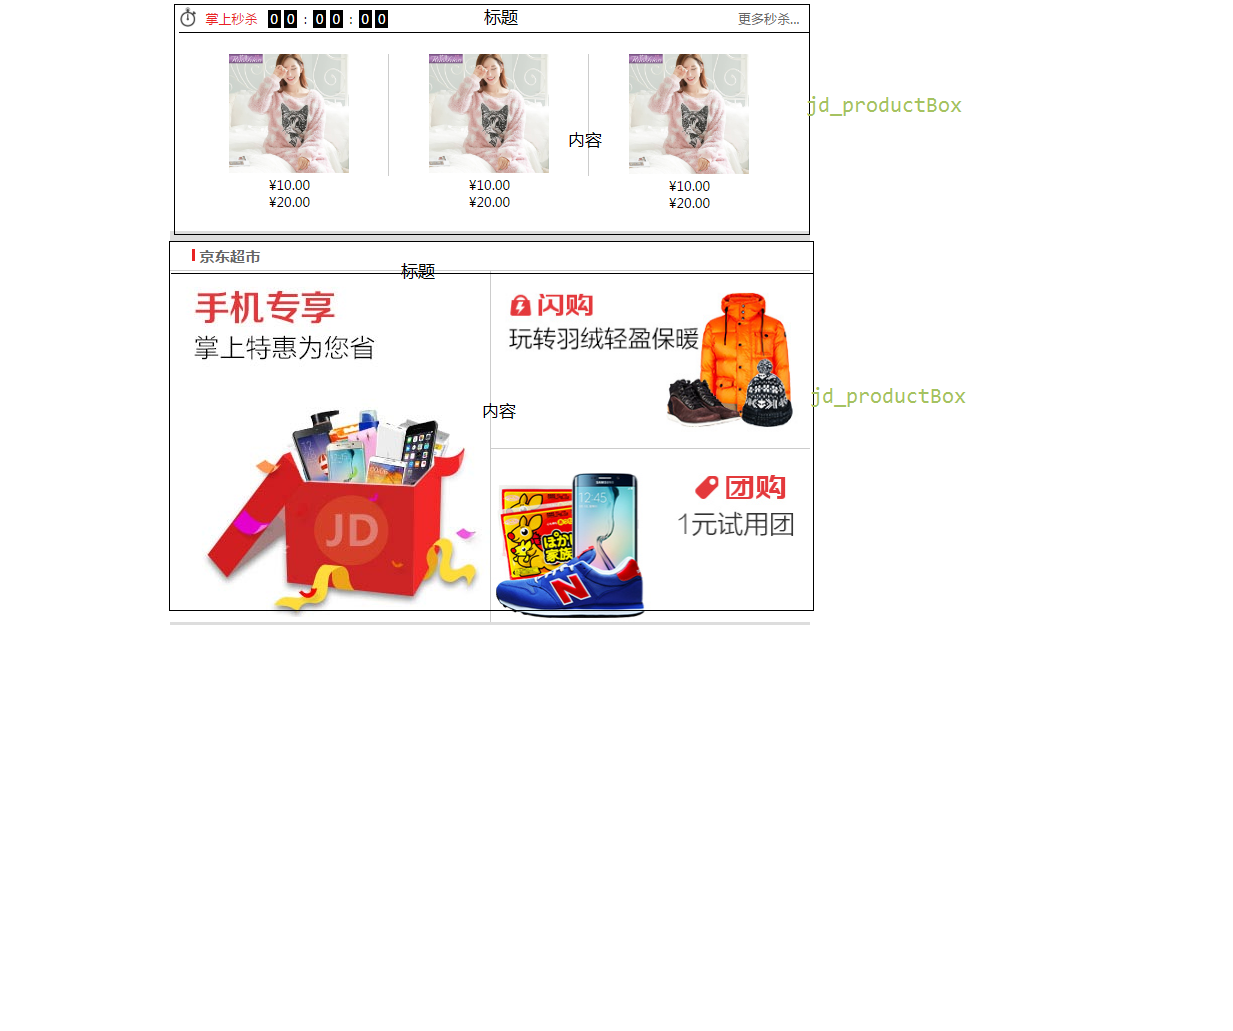 掌上秒杀 00:00:00 标题 更多秒杀...
jd_productBox
内容
¥10.00 ¥10.00 ¥10.00
¥20.00 ¥20.00 ¥20.00
京东超市
标题
手机专享
掌上特惠为您省
闪购
玩转羽绒轻盈保暖
jd_productBox
内容
JD
团购
1元试用团
12:45
家族
N